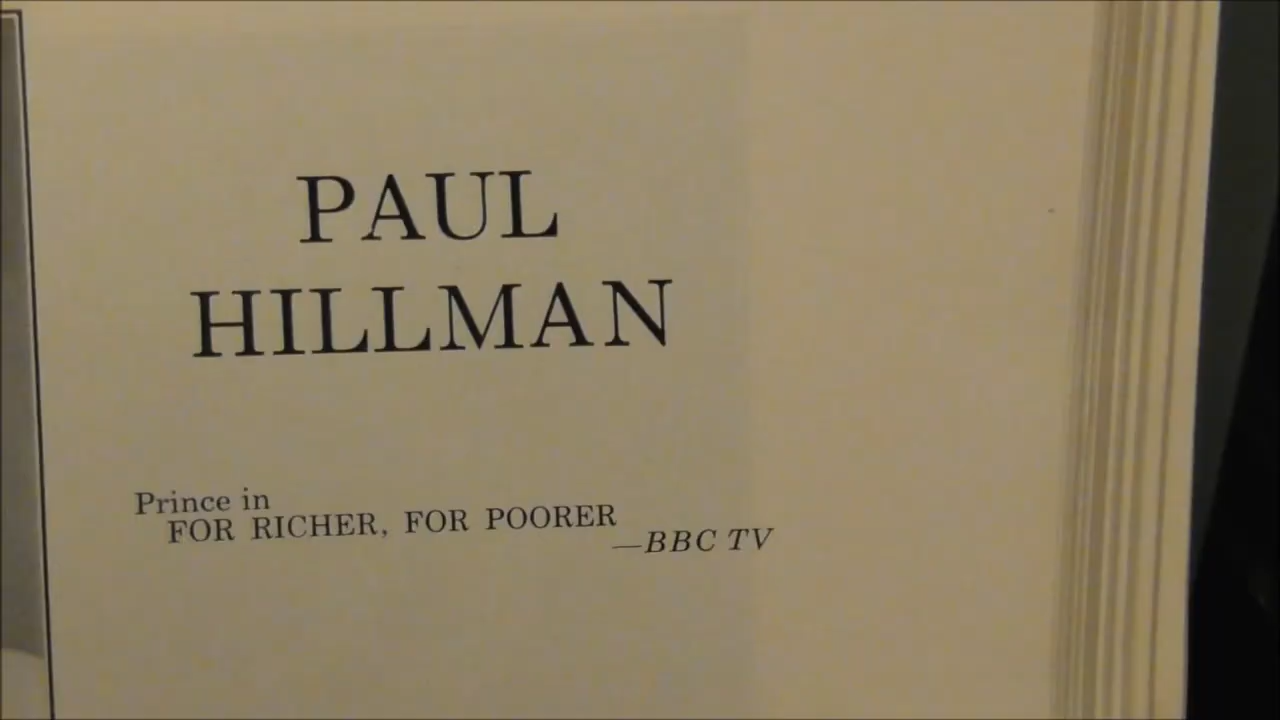 PAUL
HILLMAN
Prince in
FOR RICHER, FOR POORER
—BBC TV